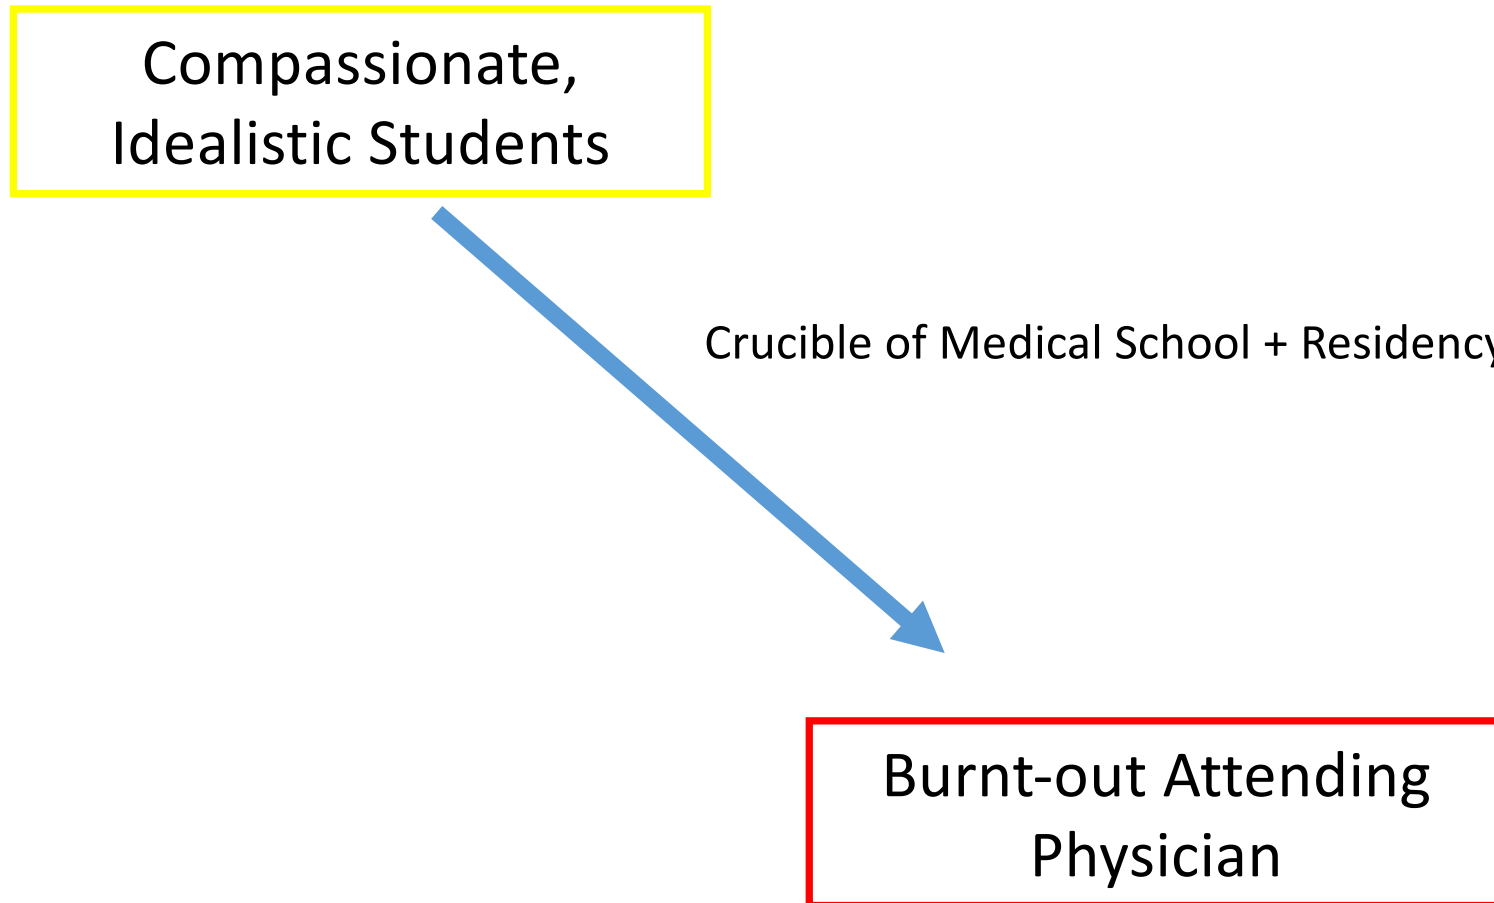 Compassionate,
Idealistic Students
Crucible of Medical School + Residency
Burnt-out Attending
Physician